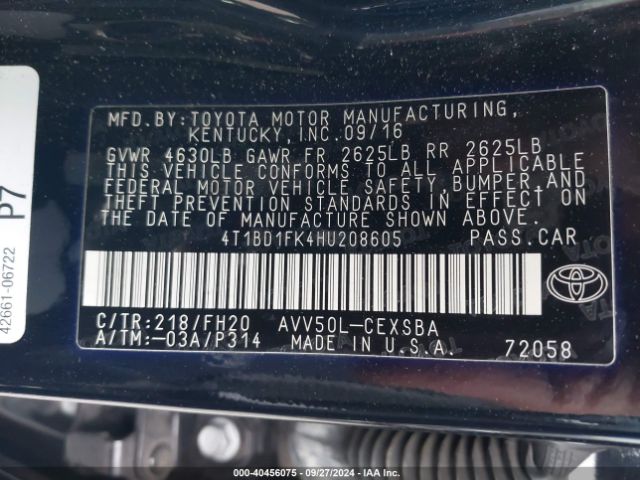 MFD.BY:TOYOTA MOTOR MANUFACTURING,
KENTUCKY,INC.09/16
GVWR 4630LB GAWR FR 2625LB RR 2625LB
THIS VEHICLE CONFORMS TO ALL APPLICABLE
FEDERAL MOTOR VEHICLE SAFETY,BUMPER,AND
THEFT PREVENTION STANDARDS IN EFFECT ON
THE DATE OF MANUFACTURE SHOWN ABOVE.
4T1BD1FK4HU208605 PASS.CAR
C/TR:218/FH20 AVV50L-CEXSBA
A/TM:-03A/P314 MADE IN U.S.A. 72058
TOYOTA
P7
42661-06722
000-40456075 - 09/27/2024 - IAA Inc.